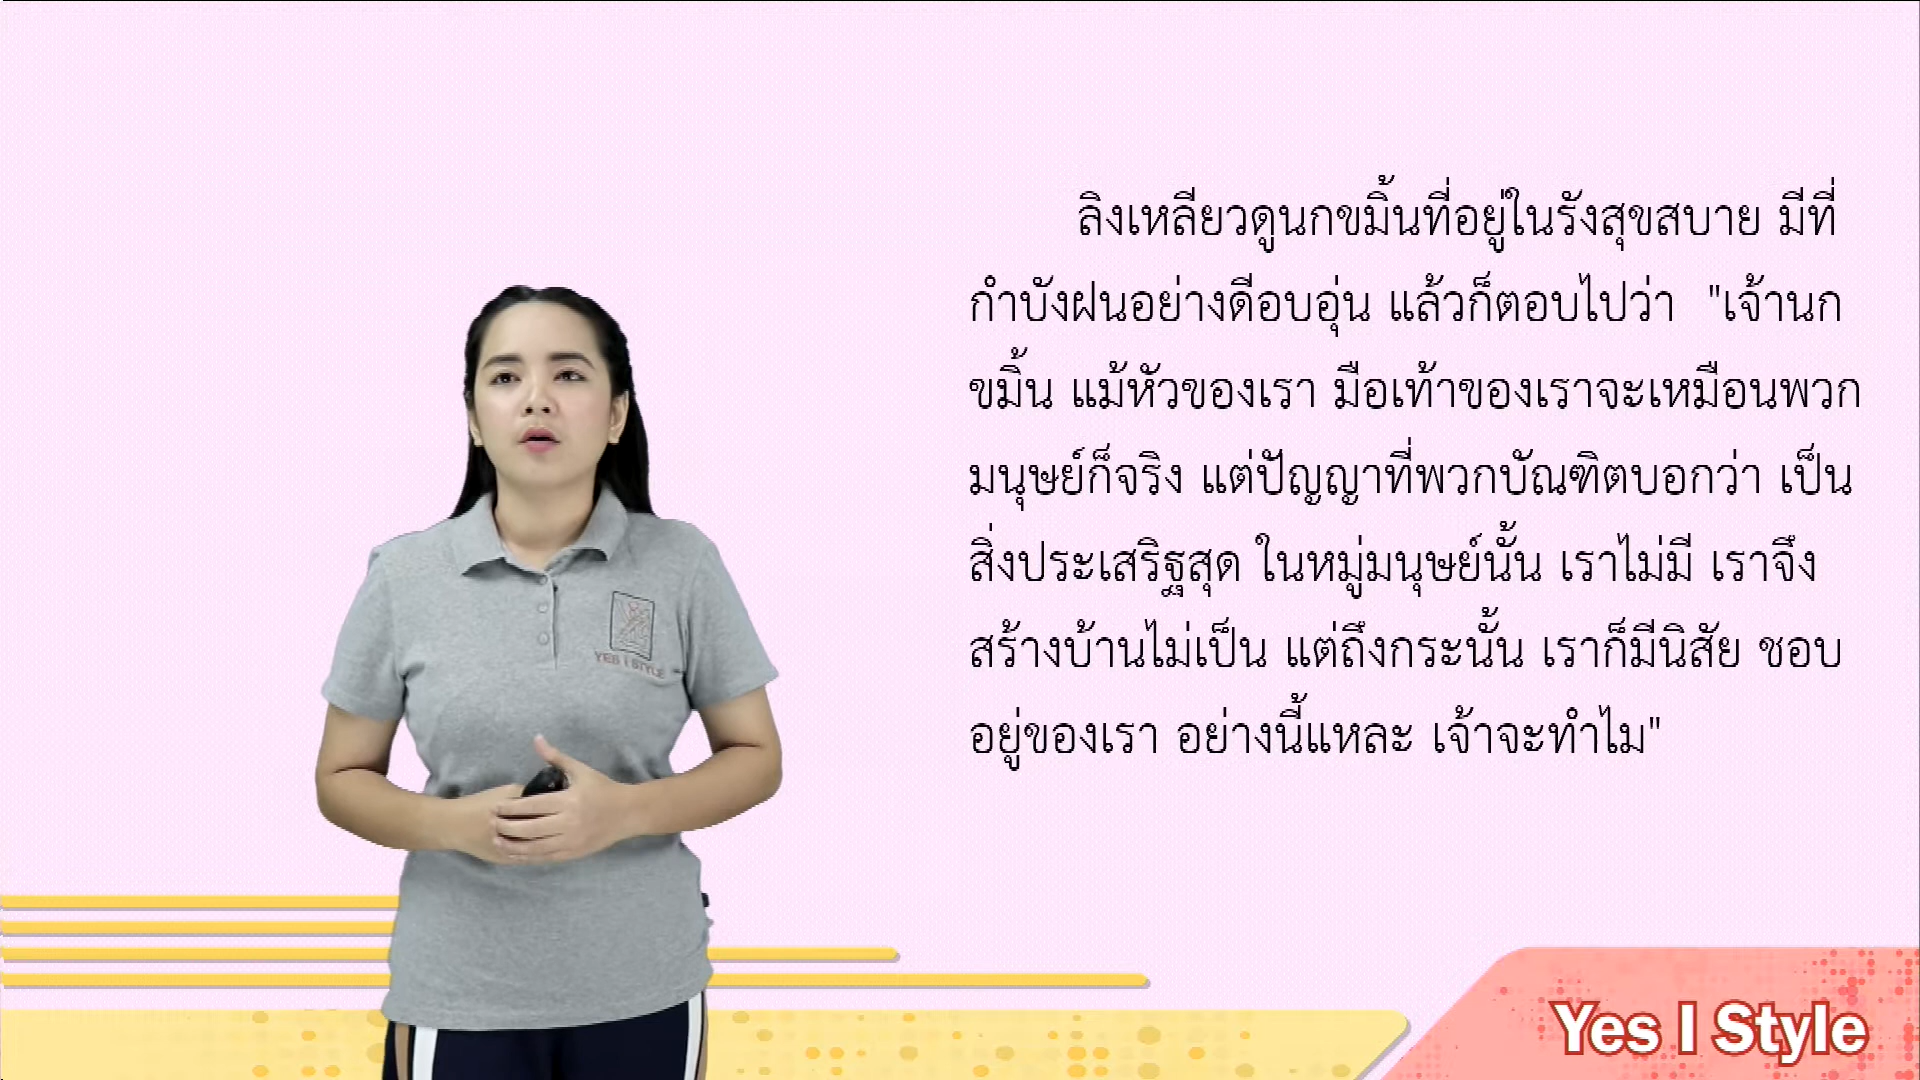 ลิงเหลียวดูนกขมิ้นที่อยู่ในรังสุขสบาย มีที่
กำบังฝนอย่างดีอบอุ่น แล้วก็ตอบไปว่า "เจ้านก
ขมิ้น แม้หัวของเรา มือเท้าของเราจะเหมือนพวก
มนุษย์ก็จริง แต่ปัญญาที่พวกบัณฑิตบอกว่า เป็น
สิ่งประเสริฐสุด ในหมู่มนุษย์นั้น เราไม่มี เราจึง
สร้างบ้านไม่เป็น แต่ถึงกระนั้น เราก็มีนิสัย ชอบ
อยู่ของเรา อย่างนี้แหละ เจ้าจะทำไม"
YES I STYLE
Yes I Style